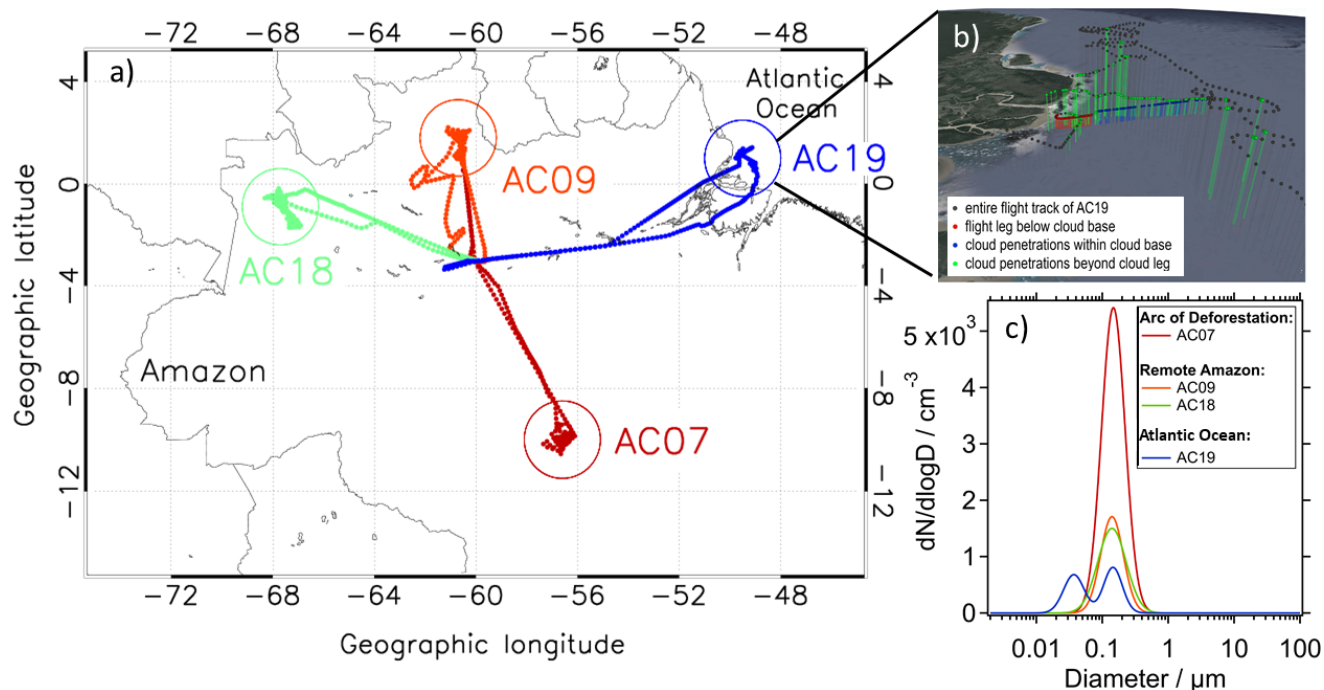 −72 −68 −64 −60 −56 −52 −48
a)
4
0
−4
−8
−12
Geographic latitude
Atlantic
Ocean
AC09
AC19
AC18
AC07
Amazon
4
0
−4
−8
−12
−72 −68 −64 −60 −56 −52 −48
Geographic longitude
b)
entire flight track of AC19
flight leg below cloud base
cloud penetrations within cloud base
cloud penetrations beyond cloud leg
c)
5 x10³
4
3
2
1
0
dN/dlogD / cm⁻³
Arc of Deforestation:
AC07
Remote Amazon:
AC09
AC18
Atlantic Ocean:
AC19
0.01 0.1 1 10 100
Diameter / µm